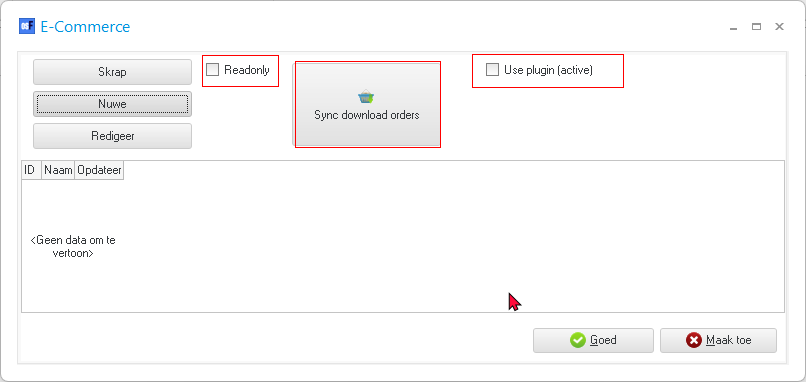 osF E-Commerce
Skrap
Readonly
Use plugin (active)
Nuwe
Sync download orders
Redigeer
ID Naam Opdateer
<Geen data om te
vertoon>
Goed
Maak toe